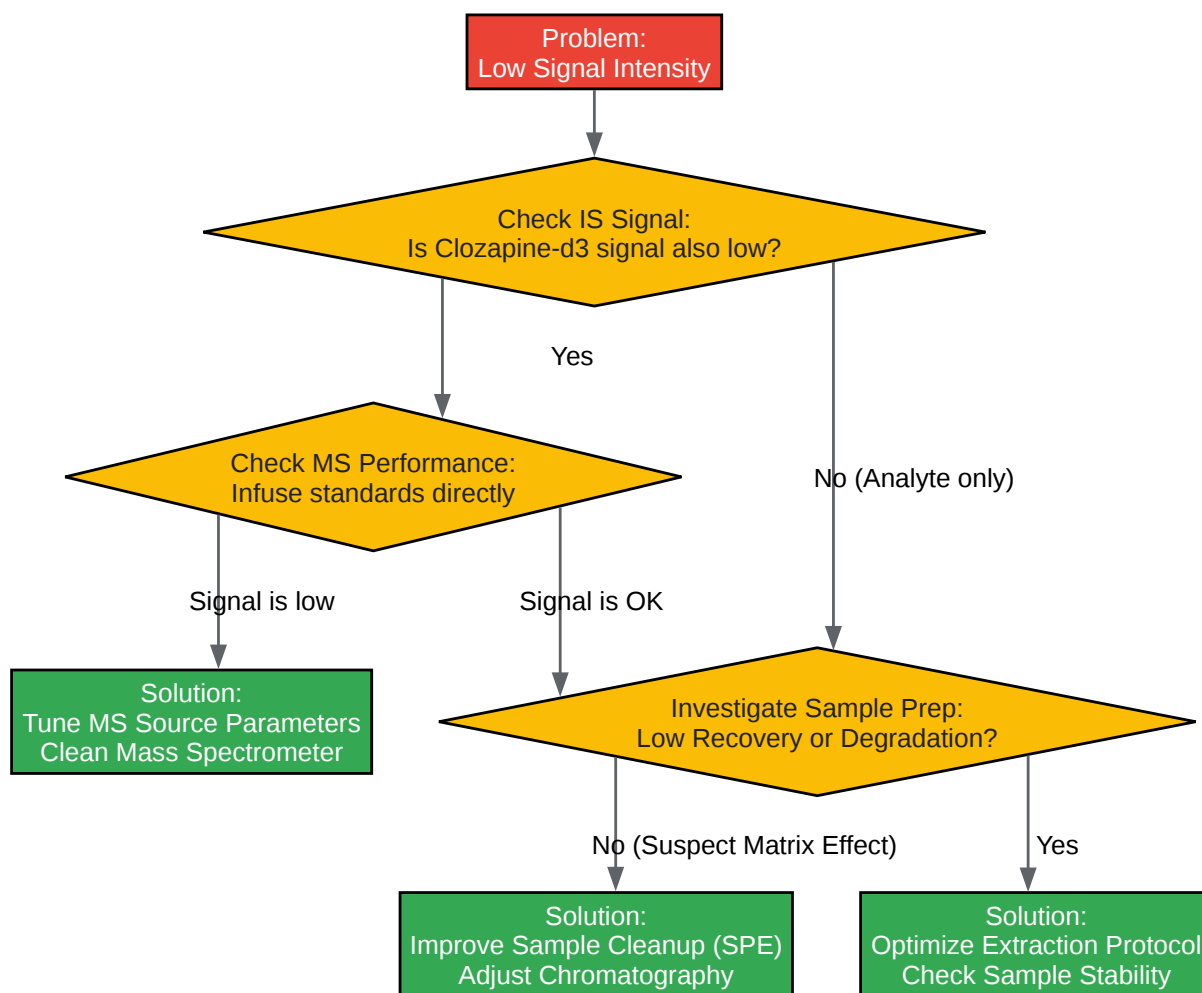 Problem:
Low Signal Intensity
Check IS Signal:
Is Clozapine-d3 signal also low?
Yes
Check MS Performance:
Infuse standards directly
No (Analyte only)
Signal is low
Signal is OK
Solution:
Tune MS Source Parameters
Clean Mass Spectrometer
Investigate Sample Prep:
Low Recovery or Degradation?
No (Suspect Matrix Effect)
Yes
Solution:
Improve Sample Cleanup (SPE)
Adjust Chromatography
Solution:
Optimize Extraction Protocol
Check Sample Stability